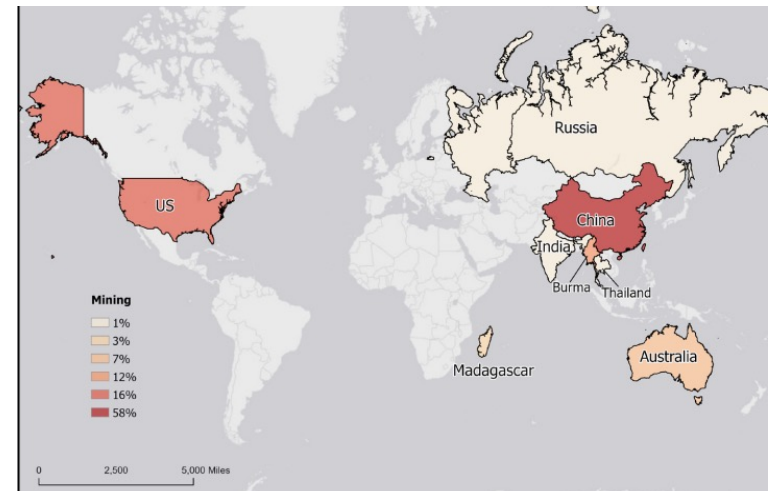 Russia
US
China
India
Burma
Thailand
Mining
1%
3%
7%
12%
16%
58%
Madagascar
Australia
0 2,500 5,000 Miles